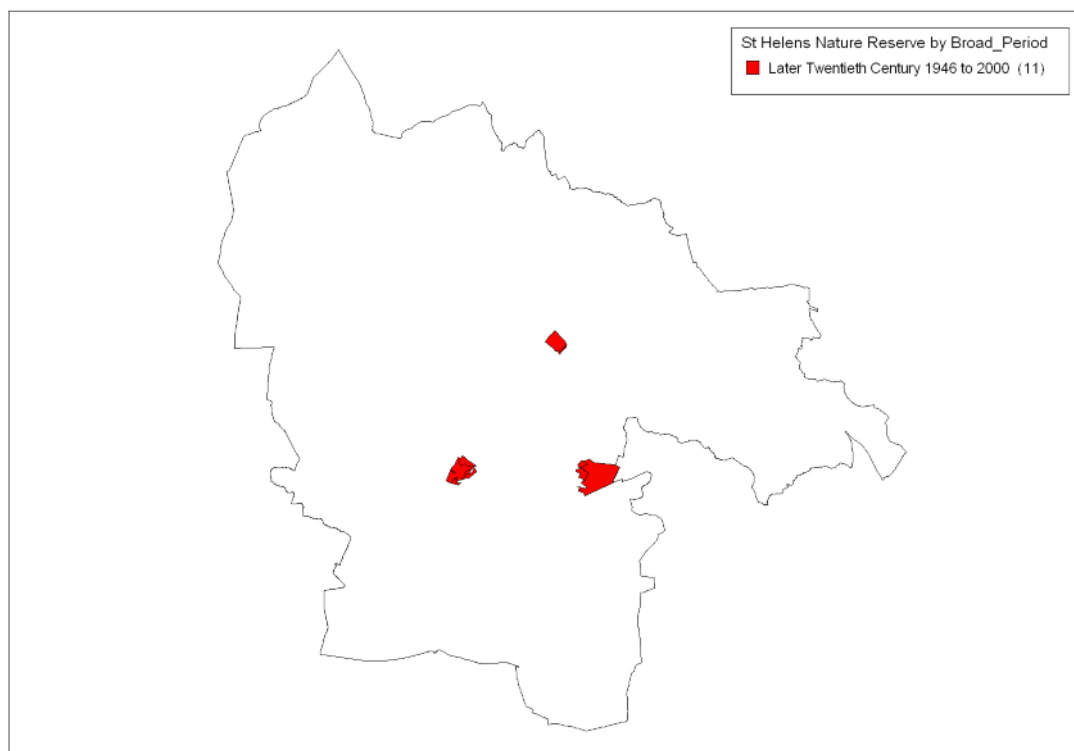 St Helens Nature Reserve by Broad_Period
Later Twentieth Century 1946 to 2000 (11)